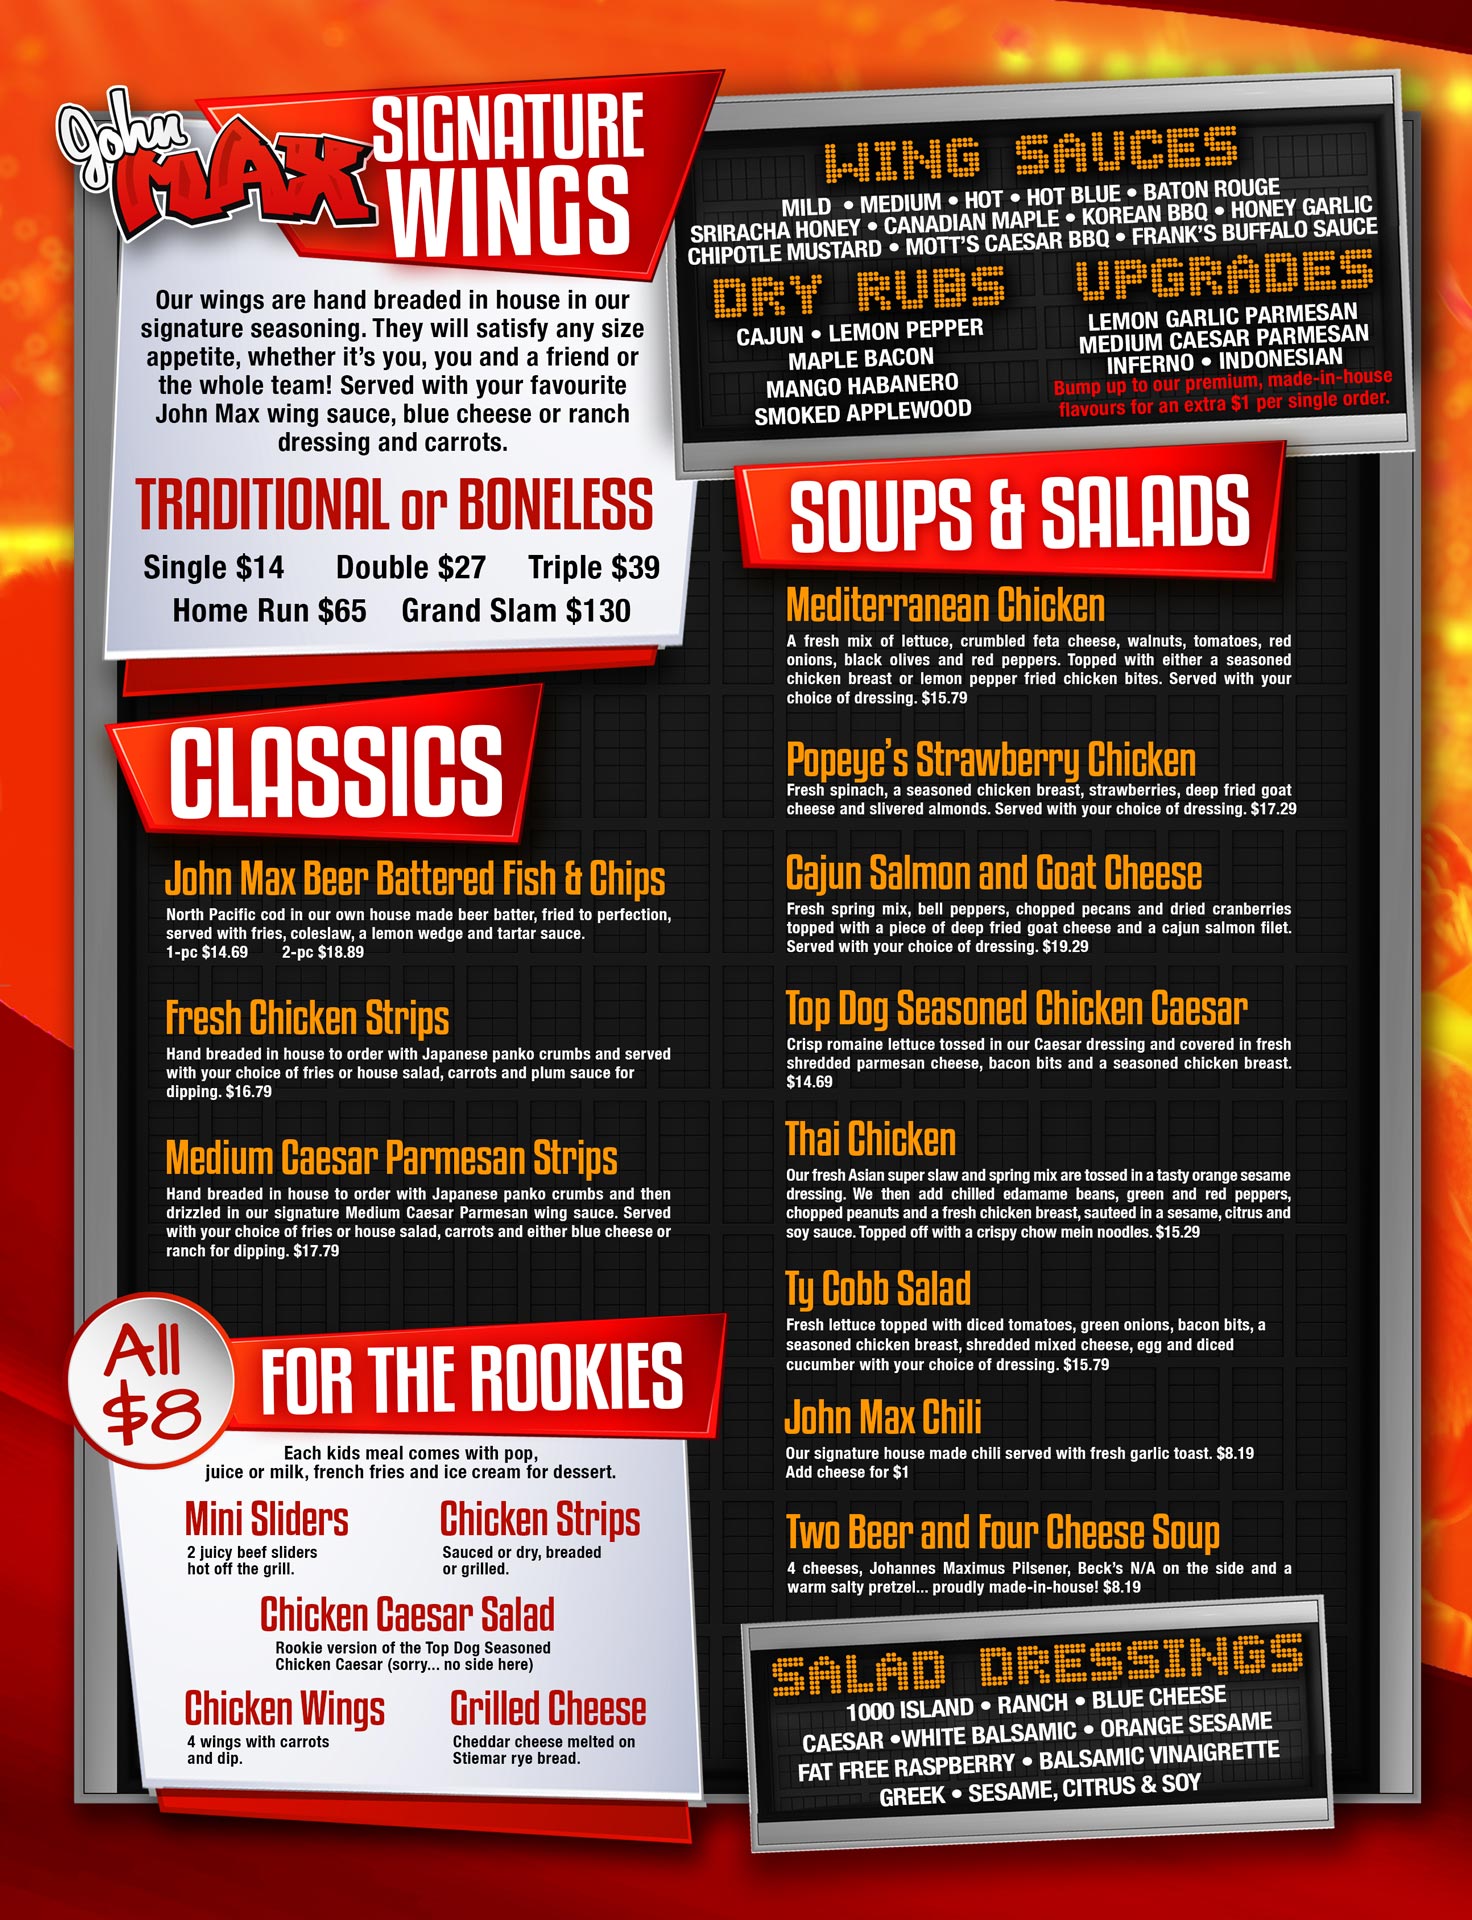 John MAX
SIGNATURE
WINGS
Our wings are hand breaded in house in our
signature seasoning. They will satisfy any size
appetite, whether it's you, you and a friend or
the whole team! Served with your favourite
John Max wing sauce, blue cheese or ranch
dressing and carrots.
TRADITIONAL or BONELESS
Single $14 Double $27 Triple $39
Home Run $65 Grand Slam $130
WING SAUCES
MILD • MEDIUM • HOT • HOT BLUE • BATON ROUGE
SRIRACHA HONEY • CANADIAN MAPLE • KOREAN BBQ • HONEY GARLIC
CHIPOTLE MUSTARD • MOTT'S CAESAR BBQ • FRANK'S BUFFALO SAUCE
DRY RUBS
CAJUN • LEMON PEPPER
MAPLE BACON
MANGO HABANERO
SMOKED APPLEWOOD
UPGRADES
LEMON GARLIC PARMESAN
MEDIUM CAESAR PARMESAN
INFERNO • INDONESIAN
Bump up to our premium, made-in-house
flavours for an extra $1 per single order.
CLASSICS
John Max Beer Battered Fish & Chips
North Pacific cod in our own house made beer batter, fried to perfection,
served with fries, coleslaw, a lemon wedge and tartar sauce.
1-pc $14.69 2-pc $18.89
Fresh Chicken Strips
Hand breaded in house to order with Japanese panko crumbs and served
with your choice of fries or house salad, carrots and plum sauce for
dipping. $16.79
Medium Caesar Parmesan Strips
Hand breaded in house to order with Japanese panko crumbs and then
drizzled in our signature Medium Caesar Parmesan wing sauce. Served
with your choice of fries or house salad, carrots and either blue cheese or
ranch for dipping. $17.79
All
$8
FOR THE ROOKIES
Each kids meal comes with pop,
juice or milk, french fries and ice cream for dessert.
Mini Sliders
2 juicy beef sliders
hot off the grill.
Chicken Strips
Sauced or dry, breaded
or grilled.
Chicken Caesar Salad
Rookie version of the Top Dog Seasoned
Chicken Caesar (sorry... no side here)
Chicken Wings
4 wings with carrots
and dip.
Grilled Cheese
Cheddar cheese melted on
Stiemar rye bread.
SOUPS & SALADS
Mediterranean Chicken
A fresh mix of lettuce, crumbled feta cheese, walnuts, tomatoes, red
onions, black olives and red peppers. Topped with either a seasoned
chicken breast or lemon pepper fried chicken bites. Served with your
choice of dressing. $15.79
Popeye's Strawberry Chicken
Fresh spinach, a seasoned chicken breast, strawberries, deep fried goat
cheese and slivered almonds. Served with your choice of dressing. $17.29
Cajun Salmon and Goat Cheese
Fresh spring mix, bell peppers, chopped pecans and dried cranberries
topped with a piece of deep fried goat cheese and a cajun salmon filet.
Served with your choice of dressing. $19.29
Top Dog Seasoned Chicken Caesar
Crisp romaine lettuce tossed in our Caesar dressing and covered in fresh
shredded parmesan cheese, bacon bits and a seasoned chicken breast.
$14.69
Thai Chicken
Our fresh Asian super slaw and spring mix are tossed in a tasty orange sesame
dressing. We then add chilled edamame beans, green and red peppers,
chopped peanuts and a fresh chicken breast, sauteed in a sesame, citrus and
soy sauce. Topped off with a crispy chow mein noodles. $15.29
Ty Cobb Salad
Fresh lettuce topped with diced tomatoes, green onions, bacon bits, a
seasoned chicken breast, shredded mixed cheese, egg and diced
cucumber with your choice of dressing. $15.79
John Max Chili
Our signature house made chili served with fresh garlic toast. $8.19
Add cheese for $1
Two Beer and Four Cheese Soup
4 cheeses, Johannes Maximus Pilsener, Beck's N/A on the side and a
warm salty pretzel... proudly made-in-house! $8.19
SALAD DRESSINGS
1000 ISLAND • RANCH • BLUE CHEESE
CAESAR •WHITE BALSAMIC • ORANGE SESAME
FAT FREE RASPBERRY • BALSAMIC VINAIGRETTE
GREEK • SESAME, CITRUS & SOY